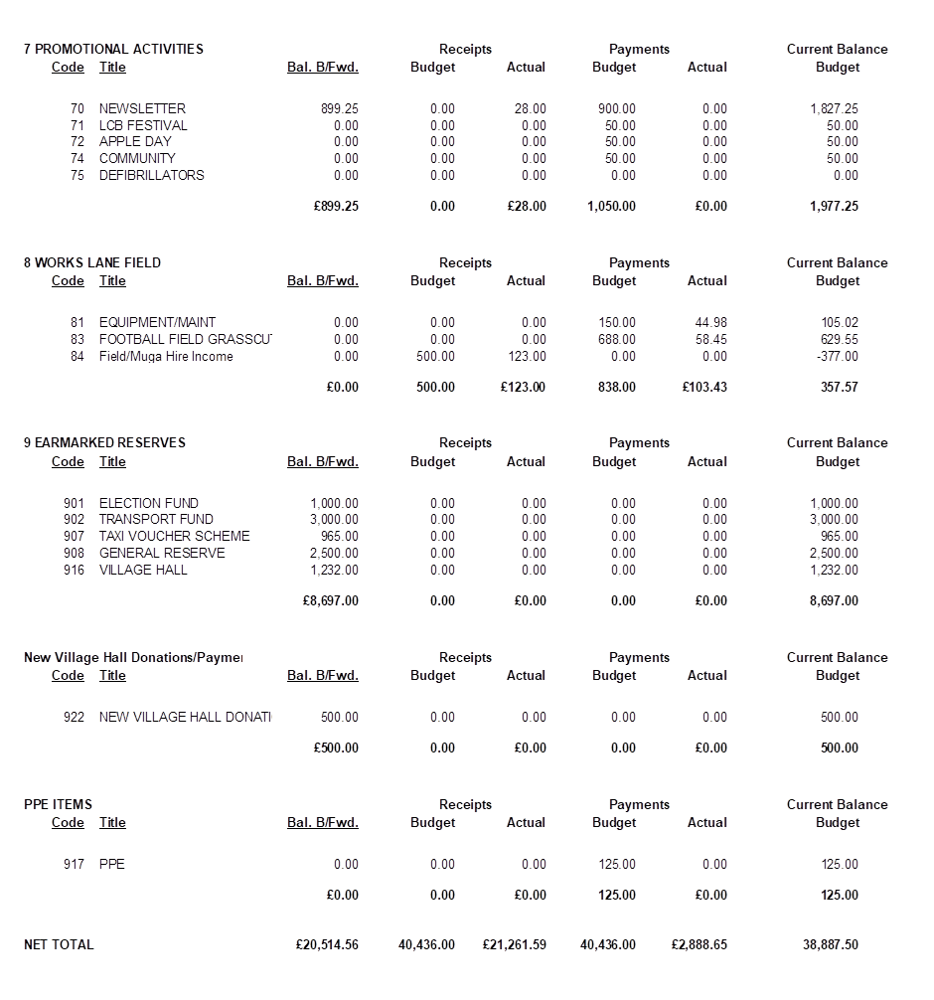 7 PROMOTIONAL ACTIVITIES Receipts Payments Current Balance
Code Title Bal. B/Fwd. Budget Actual Budget Actual Budget
70 NEWSLETTER 899.25 0.00 28.00 900.00 0.00 1,827.25
71 LCB FESTIVAL 0.00 0.00 0.00 50.00 0.00 50.00
72 APPLE DAY 0.00 0.00 0.00 50.00 0.00 50.00
74 COMMUNITY 0.00 0.00 0.00 50.00 0.00 50.00
75 DEFIBRILLATORS 0.00 0.00 0.00 0.00 0.00 0.00
£899.25 0.00 £28.00 1,050.00 £0.00 1,977.25
8 WORKS LANE FIELD Receipts Payments Current Balance
Code Title Bal. B/Fwd. Budget Actual Budget Actual Budget
81 EQUIPMENT/MAINT 0.00 0.00 0.00 150.00 44.98 105.02
83 FOOTBALL FIELD GRASSCUT 0.00 0.00 0.00 688.00 58.45 629.55
84 Field/Muga Hire Income 0.00 500.00 123.00 0.00 0.00 -377.00
£0.00 500.00 £123.00 838.00 £103.43 357.57
9 EARMARKED RESERVES Receipts Payments Current Balance
Code Title Bal. B/Fwd. Budget Actual Budget Actual Budget
901 ELECTION FUND 1,000.00 0.00 0.00 0.00 0.00 1,000.00
902 TRANSPORT FUND 3,000.00 0.00 0.00 0.00 0.00 3,000.00
907 TAXI VOUCHER SCHEME 965.00 0.00 0.00 0.00 0.00 965.00
908 GENERAL RESERVE 2,500.00 0.00 0.00 0.00 0.00 2,500.00
916 VILLAGE HALL 1,232.00 0.00 0.00 0.00 0.00 1,232.00
£8,697.00 0.00 £0.00 0.00 £0.00 8,697.00
New Village Hall Donations/Paymen Receipts Payments Current Balance
Code Title Bal. B/Fwd. Budget Actual Budget Actual Budget
922 NEW VILLAGE HALL DONATI 500.00 0.00 0.00 0.00 0.00 500.00
£500.00 0.00 £0.00 0.00 £0.00 500.00
PPE ITEMS Receipts Payments Current Balance
Code Title Bal. B/Fwd. Budget Actual Budget Actual Budget
917 PPE 0.00 0.00 0.00 125.00 0.00 125.00
£0.00 0.00 £0.00 125.00 £0.00 125.00
NET TOTAL £20,514.56 40,436.00 £21,261.59 40,436.00 £2,888.65 38,887.50